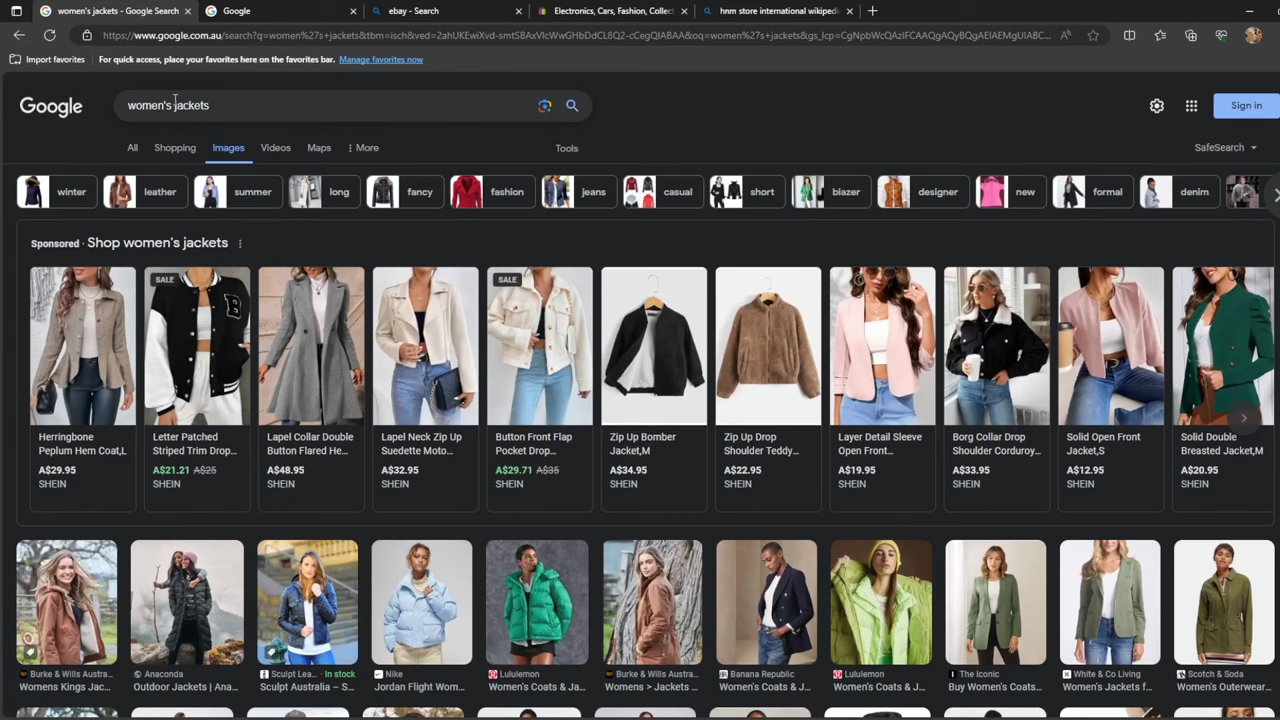 women's jackets - Google Search
Google
ebay - Search
Electronics, Cars, Fashion, Collect
hnm store international wikiped
https://www.google.com.au/search?q=women%27s+jackets&tbm=isch&ved=2ahUKEwiXvd-smtSBAxVlcWwGHbDdCL8Q2-cCegQIABAA&oq=women%27s+jackets&gs_lcp=CgNpbWcQAzIFCAAQgAQyBQgAEIAEMgUIABC...
Import favorites
For quick access, place your favorites here on the favorites bar. Manage favorites now
Google
women's jackets
Sign in
All Shopping Images Videos Maps More
Tools
SafeSearch
winter leather summer long fancy fashion jeans casual short blazer designer new formal denim
Sponsored · Shop women's jackets
SALE
SALE
B
Herringbone
Peplum Hem Coat,L
A$29.95
SHEIN
Letter Patched
Striped Trim Drop...
A$21.21 A$25
SHEIN
Lapel Collar Double
Button Flared He...
A$48.95
SHEIN
Lapel Neck Zip Up
Suedette Moto...
A$32.95
SHEIN
Button Front Flap
Pocket Drop...
A$29.71 A$35
SHEIN
Zip Up Bomber
Jacket,M
A$34.95
SHEIN
Zip Up Drop
Shoulder Teddy...
A$22.95
SHEIN
Layer Detail Sleeve
Open Front...
A$19.95
SHEIN
Borg Collar Drop
Shoulder Corduroy...
A$33.95
SHEIN
Solid Open Front
Jacket,S
A$12.95
SHEIN
Solid Double
Breasted Jacket,M
A$20.95
SHEIN
Burke & Wills Austra...
Womens Kings Jac...
Anaconda
Outdoor Jackets | Ana...
Sculpt Lea... · In stock
Sculpt Australia – S...
Nike
Jordan Flight Wom...
Lululemon
Women's Coats & Ja...
Burke & Wills Austra...
Womens > Jackets ...
Banana Republic
Women's Coats & J...
Lululemon
Women's Coats & J...
The Iconic
Buy Women's Coats...
White & Co Living
Women's Jackets f...
Scotch & Soda
Women's Outerwear...